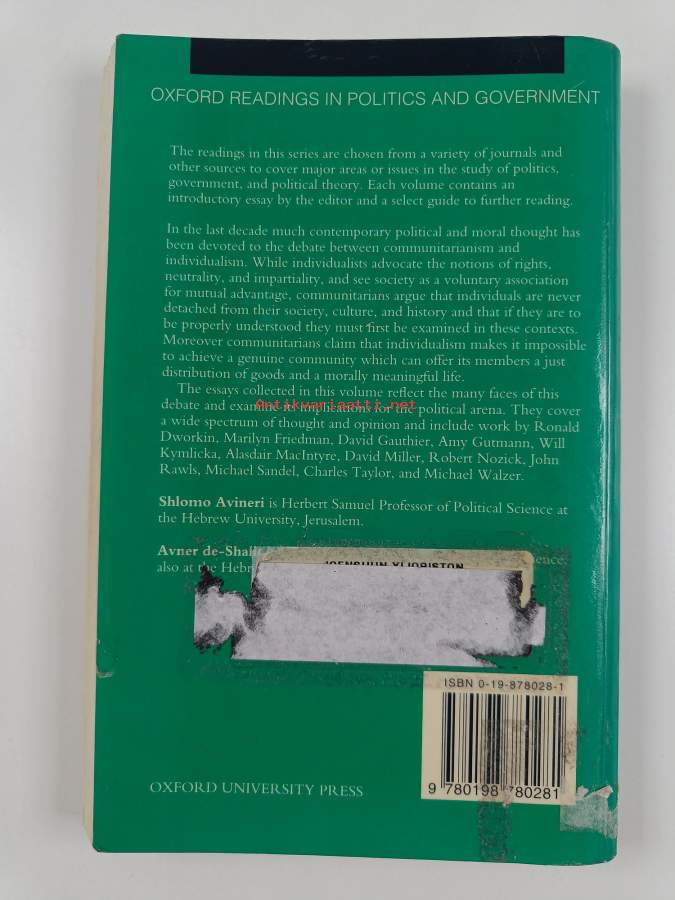 OXFORD READINGS IN POLITICS AND GOVERNMENT
The readings in this series are chosen from a variety of journals and
other sources to cover major areas or issues in the study of politics,
government, and political theory. Each volume contains an
introductory essay by the editor and a select guide to further reading.
In the last decade much contemporary political and moral thought has
been devoted to the debate between communitarianism and
individualism. While individualists advocate the notions of rights,
neutrality, and impartiality, and see society as a voluntary association
for mutual advantage, communitarians argue that individuals are never
detached from their society, culture, and history and that if they are to
be properly understood they must first be examined in these contexts.
Moreover communitarians claim that individualism makes it impossible
to achieve a genuine community which can offer its members a just
distribution of goods and a morally meaningful life.
The essays collected in this volume reflect the many faces of this
Antikvariaatti.net
debate and examine its implications for the political arena. They cover
a wide spectrum of thought and opinion and include work by Ronald
Dworkin, Marilyn Friedman, David Gauthier, Amy Gutmann, Will
Kymlicka, Alasdair MacIntyre, David Miller, Robert Nozick, John
Rawls, Michael Sandel, Charles Taylor, and Michael Walzer.
Shlomo Avineri is Herbert Samuel Professor of Political Science at
the Hebrew University, Jerusalem.
Avner de-Shalit
also at the
JOENSUUN YLIOPISTON
ISBN 0-19-878028-1
9 780198 780281
OXFORD UNIVERSITY PRESS